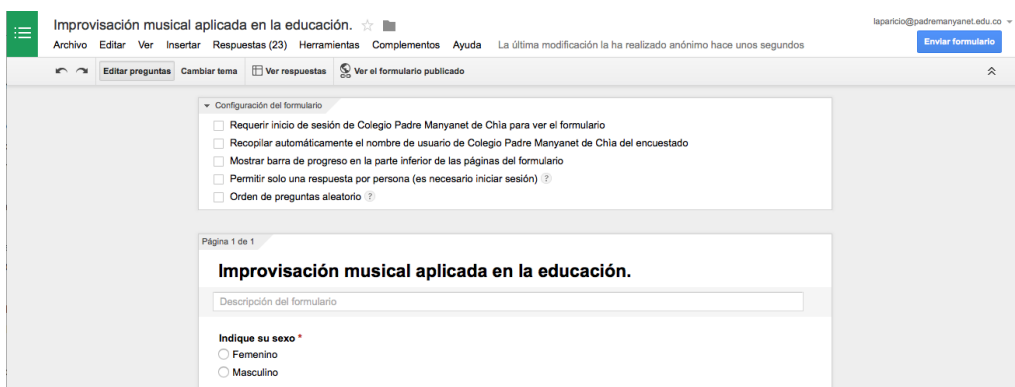 Improvisación musical aplicada en la educación.
laparicio@padremanyanet.edu.co
Archivo Editar Ver Insertar Respuestas (23) Herramientas Complementos Ayuda La última modificación la ha realizado anónimo hace unos segundos
Enviar formulario
Editar preguntas Cambiar tema Ver respuestas Ver el formulario publicado
Configuración del formulario
Requerir inicio de sesión de Colegio Padre Manyanet de Chìa para ver el formulario
Recopilar automáticamente el nombre de usuario de Colegio Padre Manyanet de Chìa del encuestado
Mostrar barra de progreso en la parte inferior de las páginas del formulario
Permitir solo una respuesta por persona (es necesario iniciar sesión) ?
Orden de preguntas aleatorio ?
Página 1 de 1
Improvisación musical aplicada en la educación.
Descripción del formulario
Indique su sexo *
Femenino
Masculino